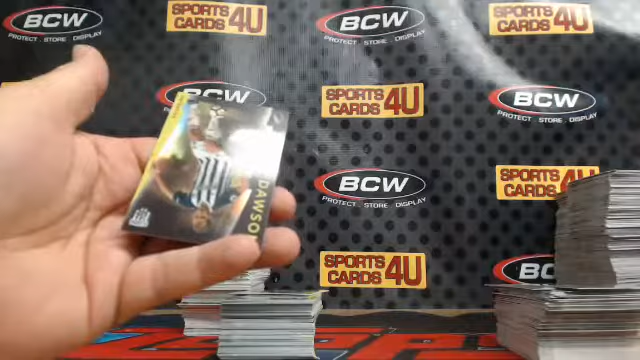 BCW
PROTECT . STORE . DISPLAY
SPORTS
CARDS 4U
BCW
PROTECT . STORE . DISPLAY
SPORTS
CARDS 4U
BCW
SPORTS
CARDS 4U
BCW
PROTECT . STORE . DISPLAY
BCW
PROTECT . STORE . DISPLAY
SPORTS
CARDS 4U
DAWSO
SPORTS
CARDS 4U